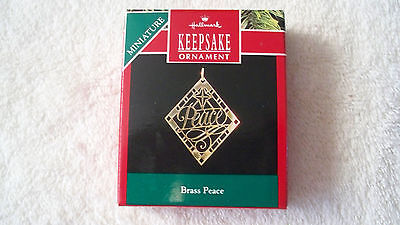 MINIATURE
Hallmark
KEEPSAKE
ORNAMENT
Peace
Brass Peace